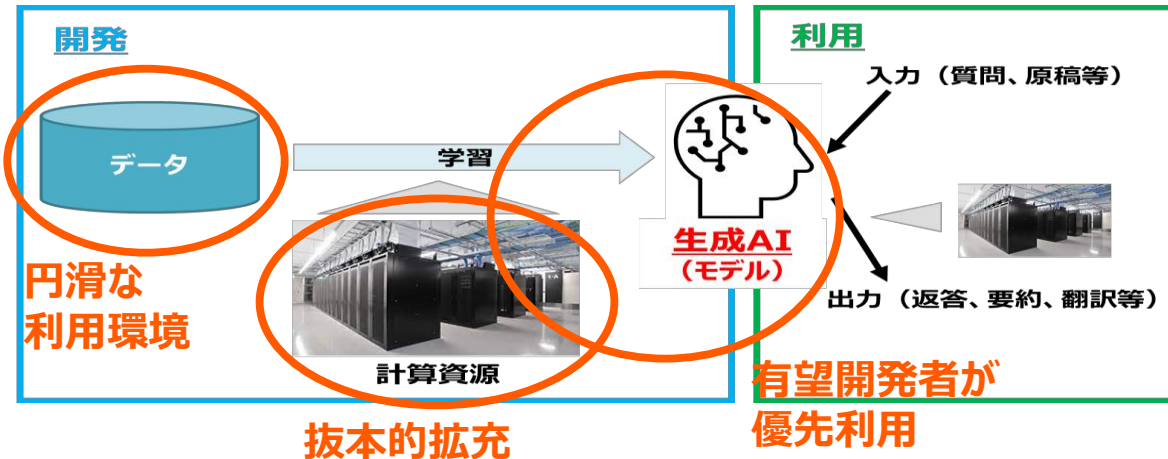 開発
データ
学習
計算資源
生成AI
(モデル)
円滑な
利用環境
抜本的拡充
利用
入力（質問、原稿等）
出力（返答、要約、翻訳等）
有望開発者が
優先利用